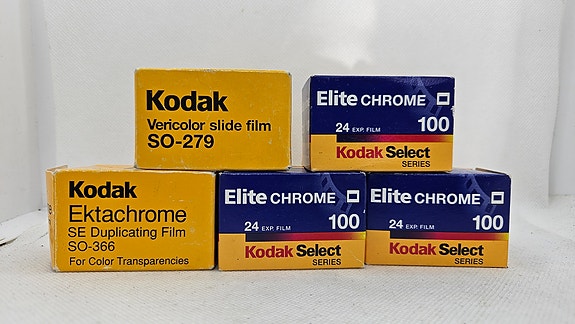 Kodak
Vericolor slide film
SO-279
Elite CHROME
100
24 EXP. FILM
Kodak Select
SERIES
Kodak
Ektachrome
SE Duplicating Film
SO-366
For Color Transparencies
Elite CHROME
100
24 EXP. FILM
Kodak Select
SERIES
Elite CHROME
100
24 EXP. FILM
Kodak Select
SERIES